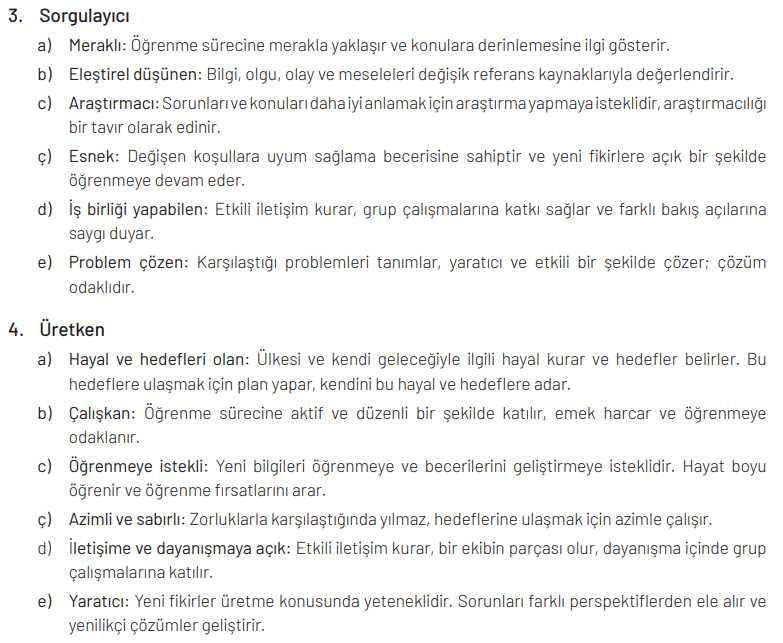 3. Sorgulayıcı
a) Meraklı: Öğrenme sürecine merakla yaklaşır ve konulara derinlemesine ilgi gösterir.
b) Eleştirel düşünen: Bilgi, olgu, olay ve meseleleri değişik referans kaynaklarıyla değerlendirir.
c) Araştırmacı: Sorunları ve konuları daha iyi anlamak için araştırma yapmaya isteklidir, araştırmacılığı
bir tavır olarak edinir.
ç) Esnek: Değişen koşullara uyum sağlama becerisine sahiptir ve yeni fikirlere açık bir şekilde
öğrenmeye devam eder.
d) İş birliği yapabilen: Etkili iletişim kurar, grup çalışmalarına katkı sağlar ve farklı bakış açılarına
saygı duyar.
e) Problem çözen: Karşılaştığı problemleri tanımlar, yaratıcı ve etkili bir şekilde çözer; çözüm
odaklıdır.
4. Üretken
a) Hayal ve hedefleri olan: Ülkesi ve kendi geleceğiyle ilgili hayal kurar ve hedefler belirler. Bu
hedeflere ulaşmak için plan yapar, kendini bu hayal ve hedeflere adar.
b) Çalışkan: Öğrenme sürecine aktif ve düzenli bir şekilde katılır, emek harcar ve öğrenmeye
odaklanır.
c) Öğrenmeye istekli: Yeni bilgileri öğrenmeye ve becerilerini geliştirmeye isteklidir. Hayat boyu
öğrenir ve öğrenme fırsatlarını arar.
ç) Azimli ve sabırlı: Zorluklarla karşılaştığında yılmaz, hedeflerine ulaşmak için azimle çalışır.
d) İletişime ve dayanışmaya açık: Etkili iletişim kurar, bir ekibin parçası olur, dayanışma içinde grup
çalışmalarına katılır.
e) Yaratıcı: Yeni fikirler üretme konusunda yeteneklidir. Sorunları farklı perspektiflerden ele alır ve
yenilikçi çözümler geliştirir.